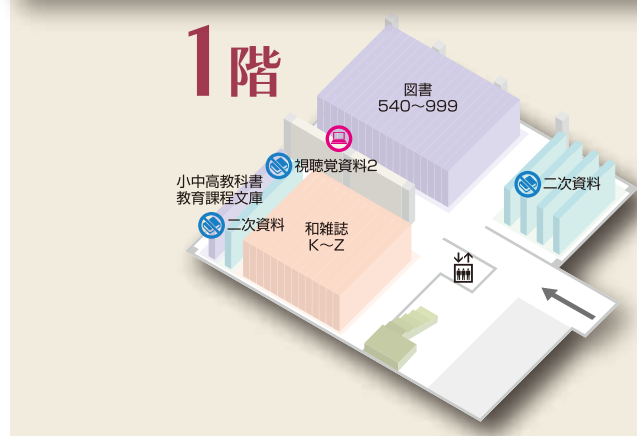 1階
図書
540〜999
視聴覚資料2
小中高教科書
教育課程文庫
二次資料
二次資料
和雑誌
K〜Z